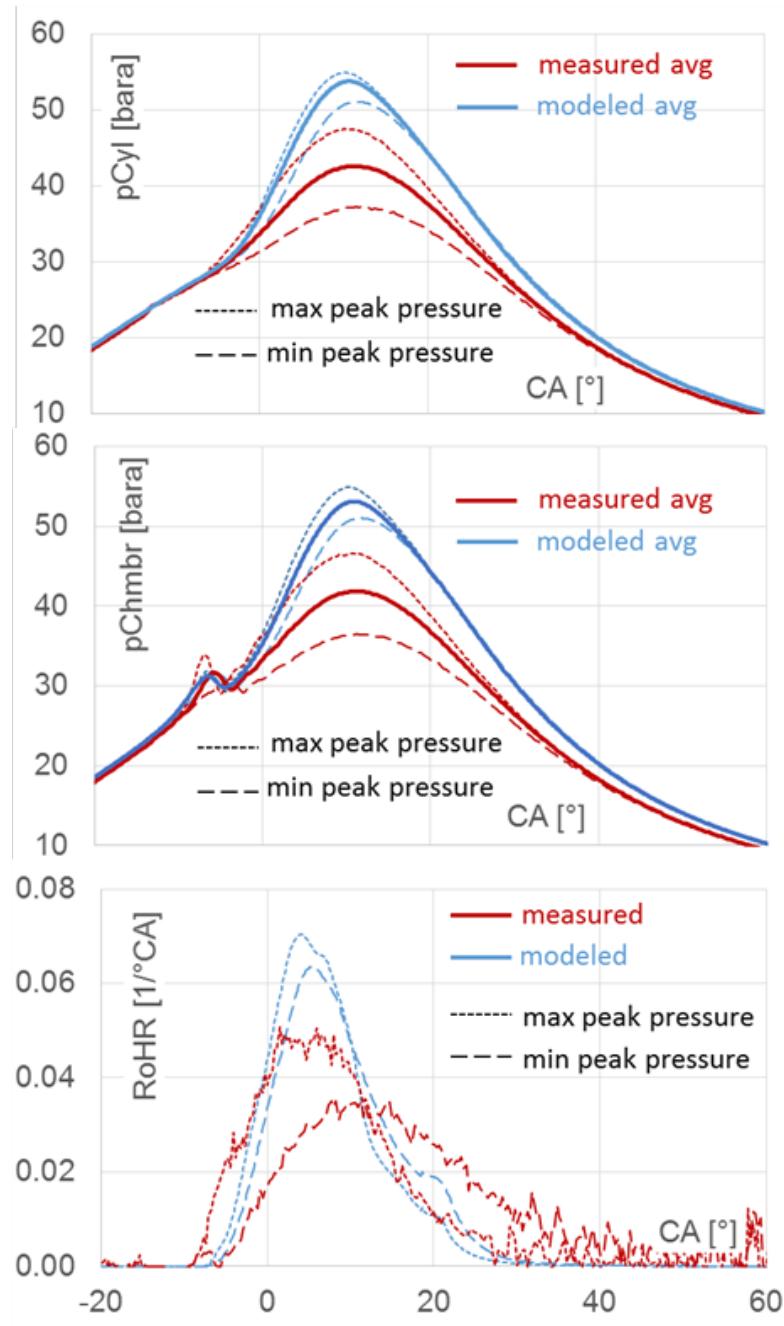 60
50
40
30
20
10
pCyl [bara]
measured avg
modeled avg
max peak pressure
min peak pressure
CA [°]
60
50
40
30
20
10
pChmbr [bara]
measured avg
modeled avg
max peak pressure
min peak pressure
CA [°]
0.08
0.06
0.04
0.02
0.00
RoHR [1/°CA]
measured
modeled
max peak pressure
min peak pressure
CA [°]
-20 0 20 40 60